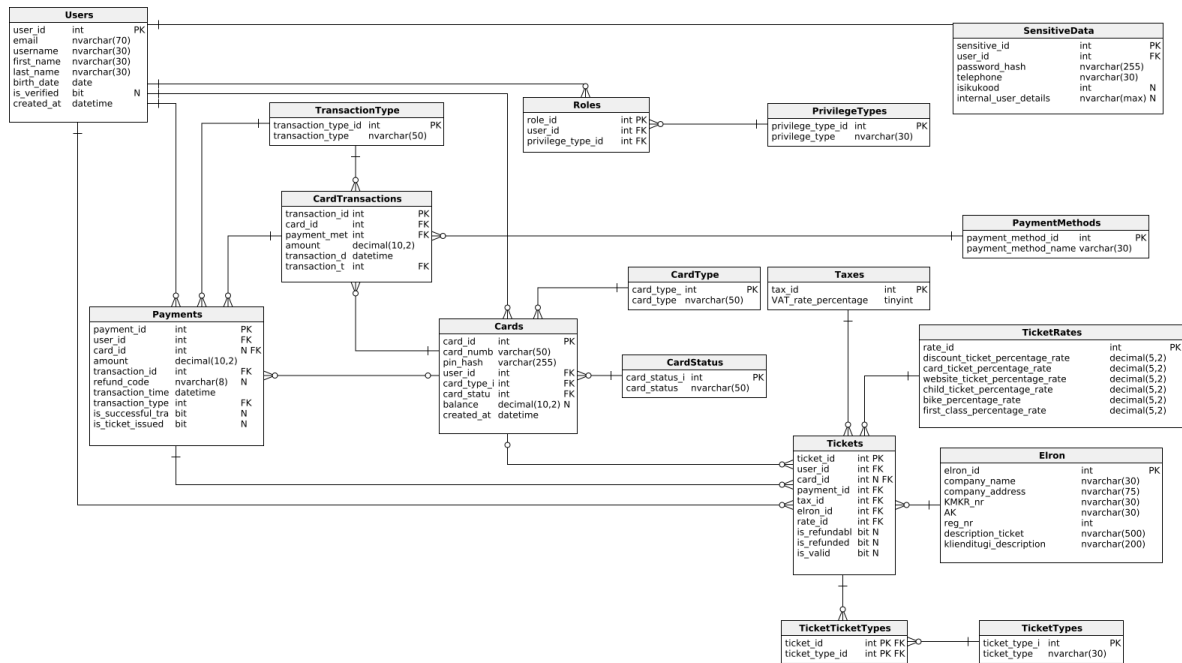 Users
user_id int PK
email nvarchar(70)
username nvarchar(30)
first_name nvarchar(30)
last_name nvarchar(30)
birth_date date
is_verified bit N
created_at datetime
SensitiveData
sensitive_id int PK
user_id int FK
password_hash nvarchar(255)
telephone nvarchar(30)
isikukood int N
internal_user_details nvarchar(max) N
TransactionType
transaction_type_id int PK
transaction_type nvarchar(50)
Roles
role_id int PK
user_id int FK
privilege_type_id int FK
PrivilegeTypes
privilege_type_id int PK
privilege_type nvarchar(30)
CardTransactions
transaction_id int PK
card_id int FK
payment_met int FK
amount decimal(10,2)
transaction_d datetime
transaction_t int FK
PaymentMethods
payment_method_id int PK
payment_method_name varchar(30)
CardType
card_type_ int PK
card_type nvarchar(50)
Taxes
tax_id int PK
VAT_rate_percentage tinyint
Payments
payment_id int PK
user_id int FK
card_id int N FK
amount decimal(10,2)
transaction_id int FK
refund_code nvarchar(8) N
transaction_time datetime
transaction_type int FK
is_successful_tra bit N
is_ticket_issued bit N
Cards
card_id int PK
card_numb varchar(50)
pin_hash varchar(255)
user_id int FK
card_type_i int FK
card_statu int FK
balance decimal(10,2) N
created_at datetime
CardStatus
card_status_i int PK
card_status nvarchar(50)
TicketRates
rate_id int PK
discount_ticket_percentage_rate decimal(5,2)
card_ticket_percentage_rate decimal(5,2)
website_ticket_percentage_rate decimal(5,2)
child_ticket_percentage_rate decimal(5,2)
bike_percentage_rate decimal(5,2)
first_class_percentage_rate decimal(5,2)
Tickets
ticket_id int PK
user_id int FK
card_id int N FK
payment_id int FK
tax_id int FK
elron_id int FK
rate_id int FK
is_refundabl bit N
is_refunded bit N
is_valid bit N
Elron
elron_id int PK
company_name nvarchar(30)
company_address nvarchar(75)
KMKR_nr nvarchar(30)
AK nvarchar(30)
reg_nr int
description_ticket nvarchar(500)
klienditugi_description nvarchar(200)
TicketTicketTypes
ticket_id int PK FK
ticket_type_id int PK FK
TicketTypes
ticket_type_i int PK
ticket_type nvarchar(30)